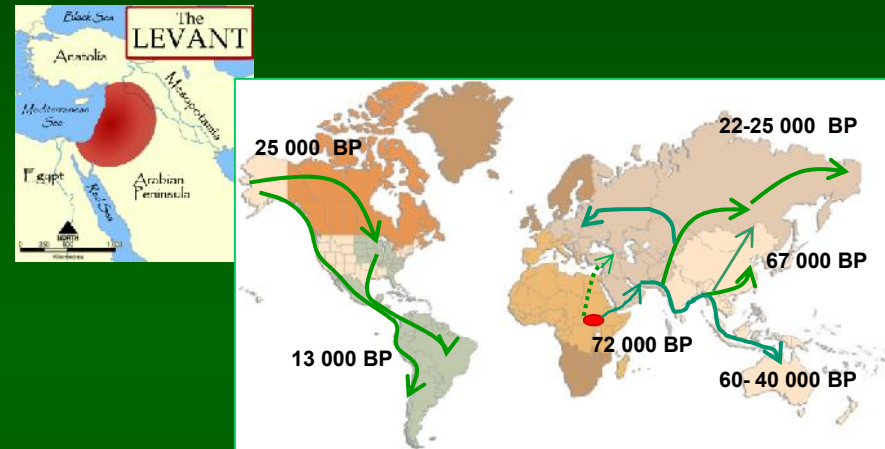 Black Sea
The
LEVANT
Anatolia
Mesopotamia
Mediterranean
Sea
Egypt
Arabian
Peninsula
Red Sea
NORTH
Kilometers
25 000 BP
22-25 000 BP
67 000 BP
72 000 BP
13 000 BP
60- 40 000 BP